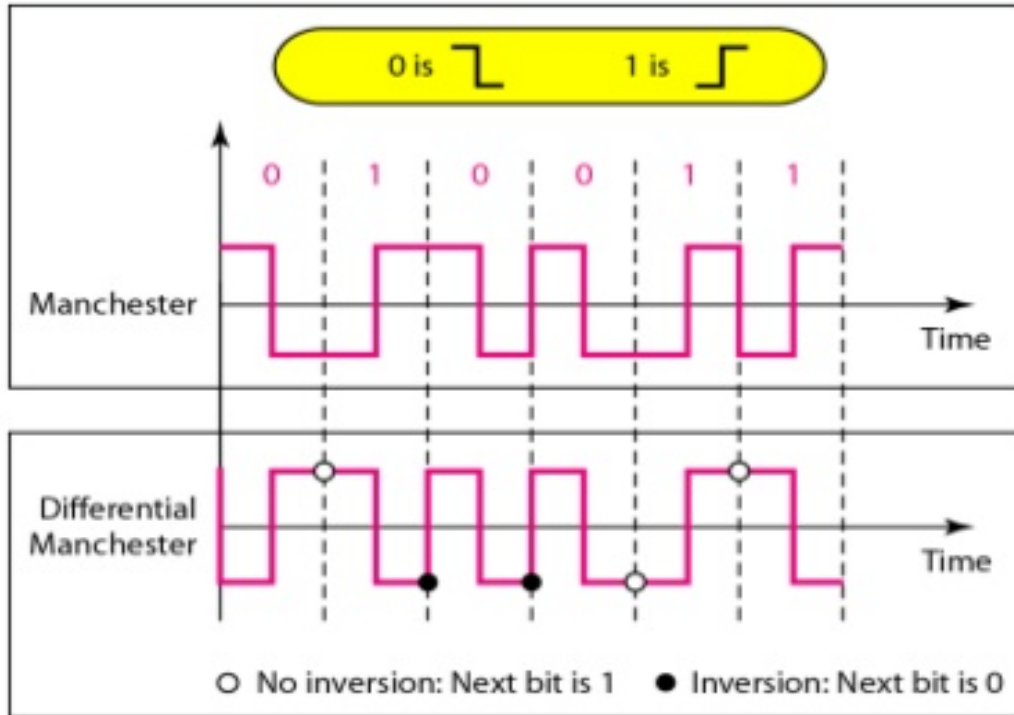 0 is 1 is
0 1 0 0 1 1
Manchester
Time
Differential
Manchester
Time
No inversion: Next bit is 1 Inversion: Next bit is 0